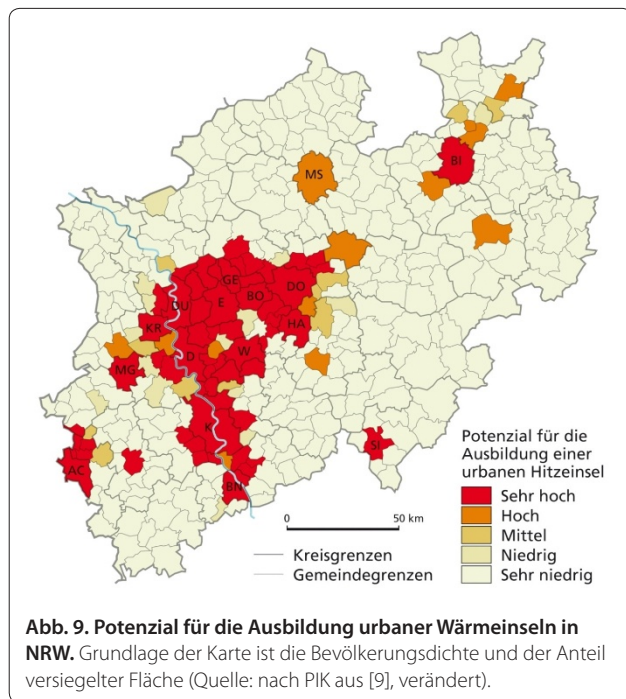 MS
BI
GE
DO
DU
E
BO
KR
HA
D
W
MG
K
SI
AC
BN
Potenzial für die
Ausbildung einer
urbanen Hitzeinsel
Sehr hoch
Hoch
Mittel
Niedrig
Sehr niedrig
0 50 km
Kreisgrenzen
Gemeindegrenzen
Abb. 9. Potenzial für die Ausbildung urbaner Wärmeinseln in
NRW. Grundlage der Karte ist die Bevölkerungsdichte und der Anteil
versiegelter Fläche (Quelle: nach PIK aus [9], verändert).